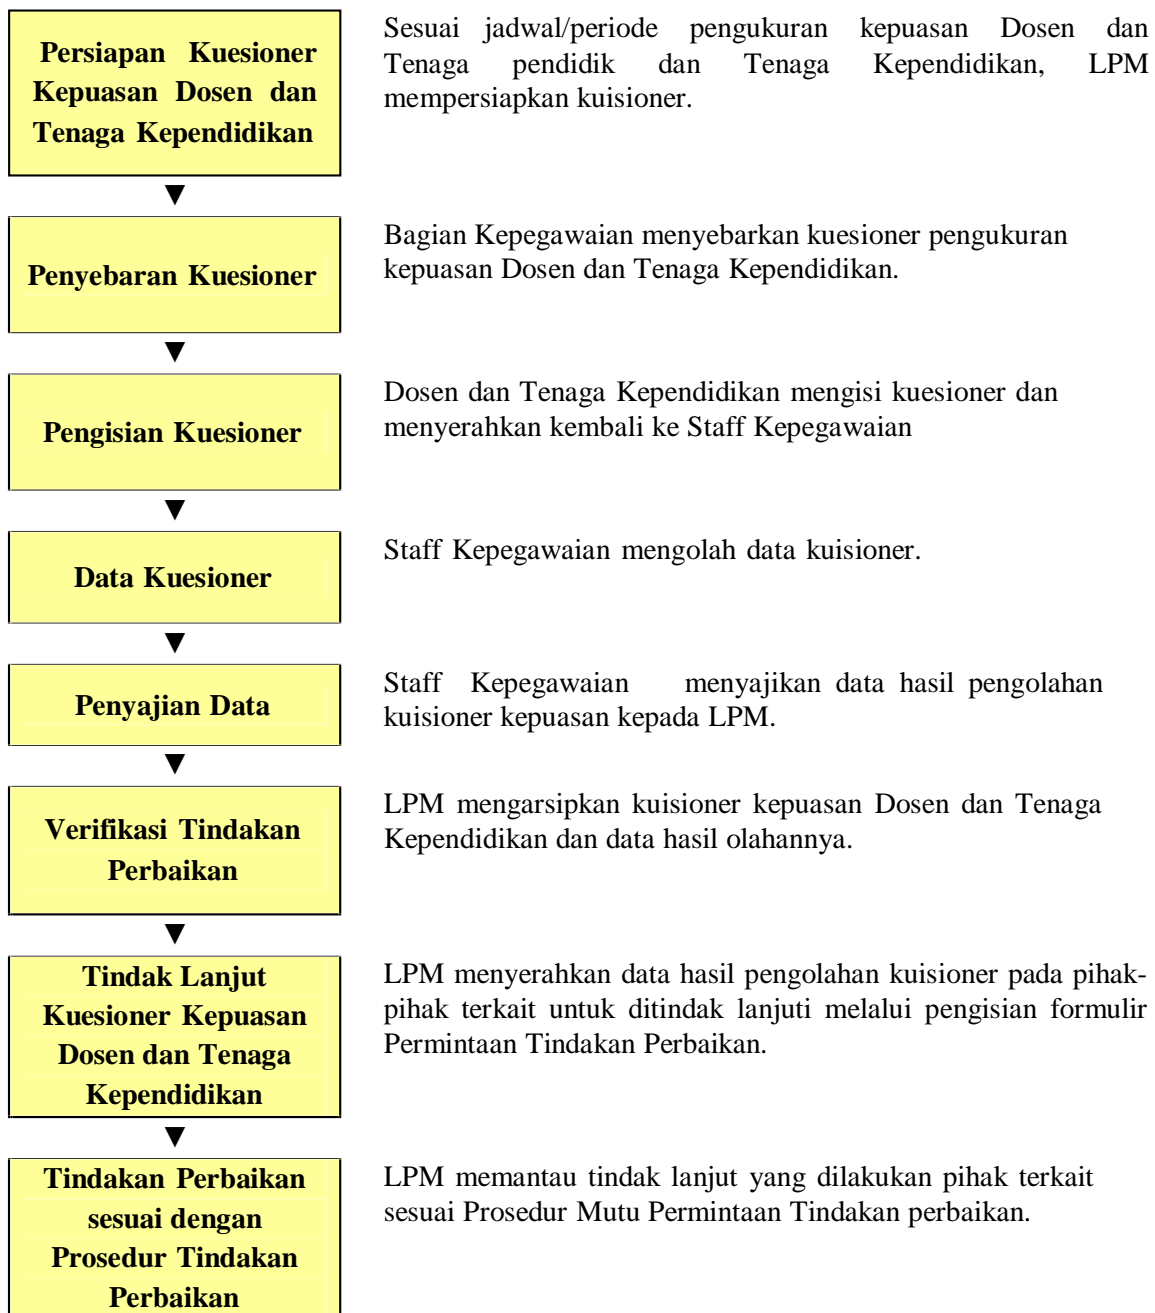 Persiapan Kuesioner
Kepuasan Dosen dan
Tenaga Kependidikan
Sesuai jadwal/periode pengukuran kepuasan Dosen dan
Tenaga pendidik dan Tenaga Kependidikan, LPM
mempersiapkan kuisioner.
▼
Penyebaran Kuesioner
Bagian Kepegawaian menyebarkan kuesioner pengukuran
kepuasan Dosen dan Tenaga Kependidikan.
▼
Pengisian Kuesioner
Dosen dan Tenaga Kependidikan mengisi kuesioner dan
menyerahkan kembali ke Staff Kepegawaian
▼
Data Kuesioner
Staff Kepegawaian mengolah data kuisioner.
▼
Penyajian Data
Staff Kepegawaian menyajikan data hasil pengolahan
kuisioner kepuasan kepada LPM.
▼
Verifikasi Tindakan
Perbaikan
LPM mengarsipkan kuisioner kepuasan Dosen dan Tenaga
Kependidikan dan data hasil olahannya.
▼
Tindak Lanjut
Kuesioner Kepuasan
Dosen dan Tenaga
Kependidikan
LPM menyerahkan data hasil pengolahan kuisioner pada pihak-
pihak terkait untuk ditindak lanjuti melalui pengisian formulir
Permintaan Tindakan Perbaikan.
▼
Tindakan Perbaikan
sesuai dengan
Prosedur Tindakan
Perbaikan
LPM memantau tindak lanjut yang dilakukan pihak terkait
sesuai Prosedur Mutu Permintaan Tindakan perbaikan.